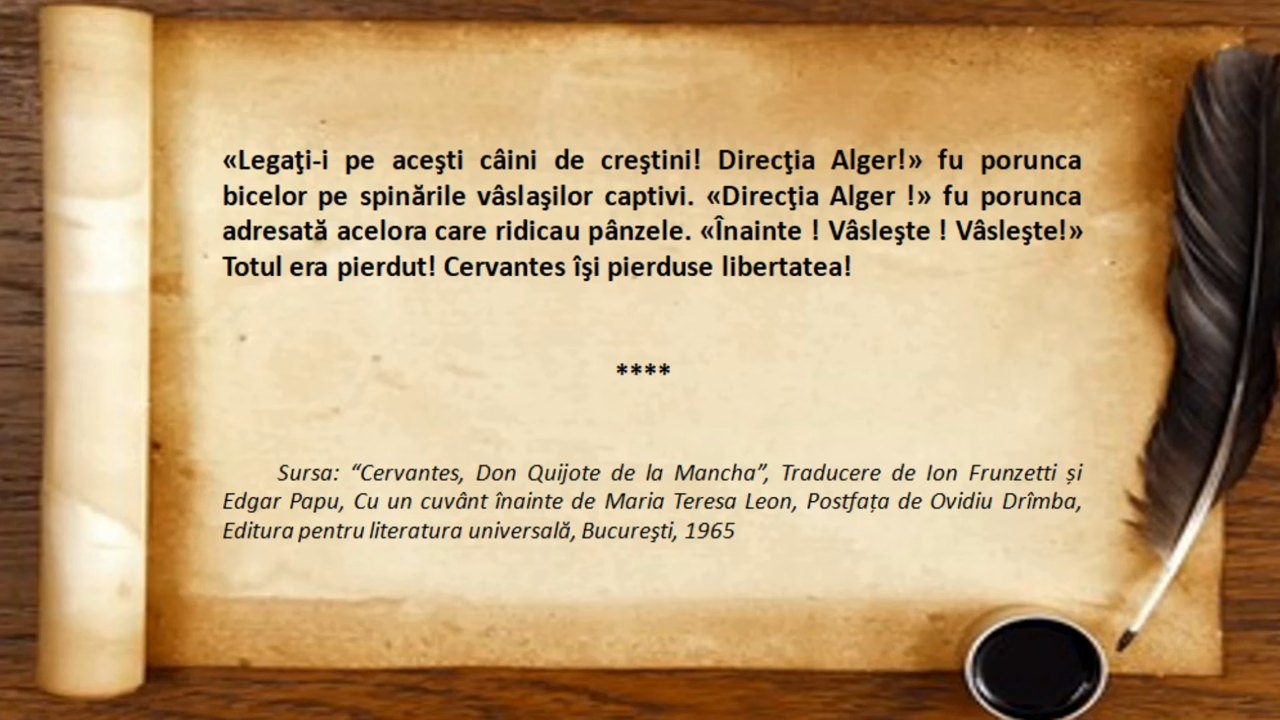 «Legaţi-i pe aceşti câini de creştini! Direcţia Alger!» fu porunca
bicelor pe spinările vâslaşilor captivi. «Direcţia Alger !» fu porunca
adresată acelora care ridicau pânzele. «Înainte ! Vâsleşte ! Vâsleşte!»
Totul era pierdut! Cervantes îşi pierduse libertatea!
****
Sursa: “Cervantes, Don Quijote de la Mancha”, Traducere de Ion Frunzetti și
Edgar Papu, Cu un cuvânt înainte de Maria Teresa Leon, Postfața de Ovidiu Drîmba,
Editura pentru literatura universală, Bucureşti, 1965